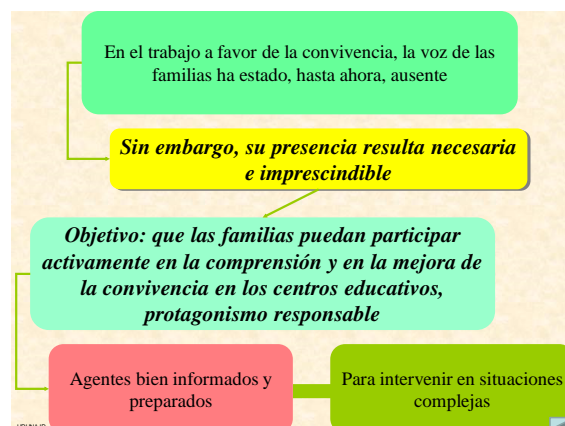 En el trabajo a favor de la convivencia, la voz de las
familias ha estado, hasta ahora, ausente
Sin embargo, su presencia resulta necesaria
e imprescindible
Objetivo: que las familias puedan participar
activamente en la comprensión y en la mejora de
la convivencia en los centros educativos,
protagonismo responsable
Agentes bien informados y
preparados
Para intervenir en situaciones
complejas